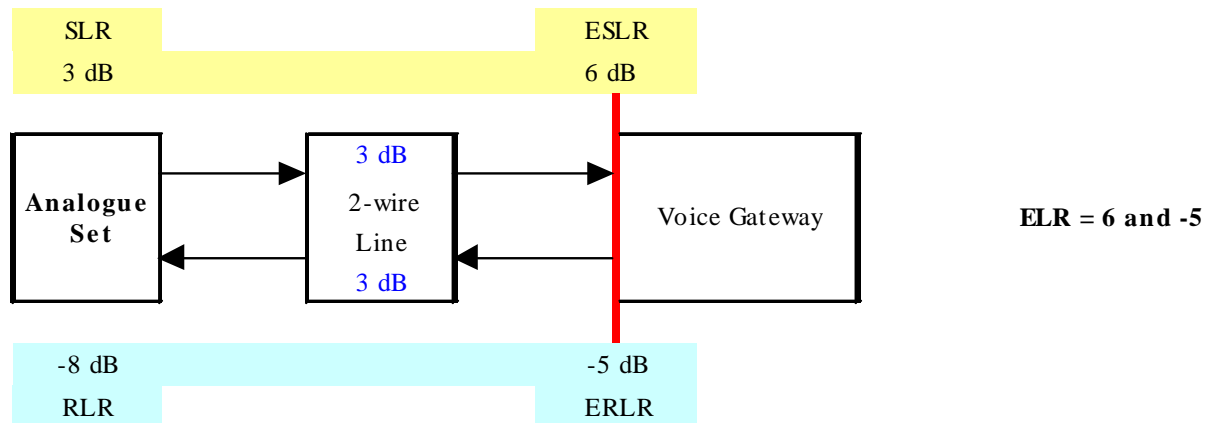 SLR
ESLR
3 dB
6 dB
Analogue
Set
3 dB
2-wire
Line
3 dB
Voice Gateway
ELR = 6 and -5
-8 dB
-5 dB
RLR
ERLR